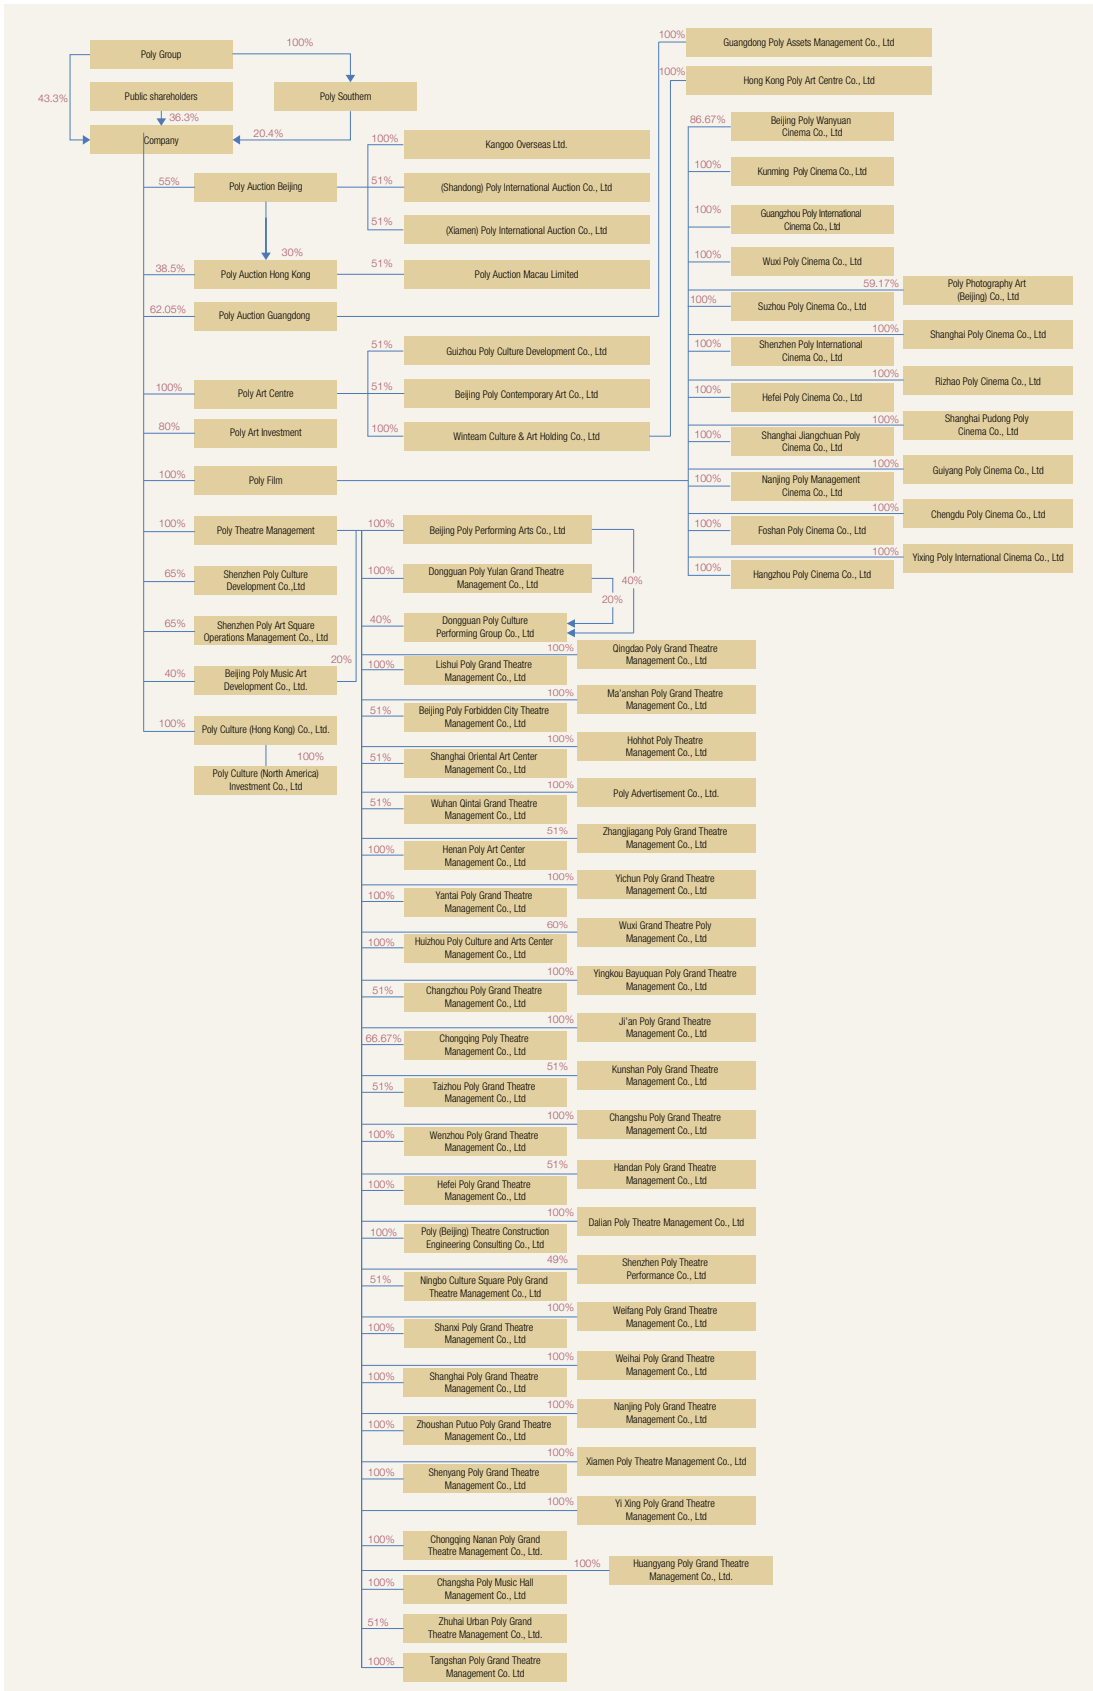 Poly Group
100%
43.3%
Public shareholders
Poly Southern
36.3%
Company
20.4%
55%
Poly Auction Beijing
100%
Kangoo Overseas Ltd.
51%
(Shandong) Poly International Auction Co., Ltd
51%
(Xiamen) Poly International Auction Co., Ltd
30%
38.5%
Poly Auction Hong Kong
51%
Poly Auction Macau Limited
62.05%
Poly Auction Guangdong
100%
Guangdong Poly Assets Management Co., Ltd
100%
Hong Kong Poly Art Centre Co., Ltd
100%
Poly Art Centre
51%
Guizhou Poly Culture Development Co., Ltd
51%
Beijing Poly Contemporary Art Co., Ltd
100%
Winteam Culture & Art Holding Co., Ltd
80%
Poly Art Investment
100%
Poly Film
86.67%
Beijing Poly Wanyuan
Cinema Co., Ltd
100%
Kunming Poly Cinema Co., Ltd
100%
Guangzhou Poly International
Cinema Co., Ltd
100%
Wuxi Poly Cinema Co., Ltd
59.17%
Poly Photography Art
(Beijing) Co., Ltd
100%
Suzhou Poly Cinema Co., Ltd
100%
Shanghai Poly Cinema Co., Ltd
100%
Shenzhen Poly International
Cinema Co., Ltd
100%
Rizhao Poly Cinema Co., Ltd
100%
Hefei Poly Cinema Co., Ltd
100%
Shanghai Pudong Poly
Cinema Co., Ltd
100%
Shanghai Jiangchuan Poly
Cinema Co., Ltd
100%
Guiyang Poly Cinema Co., Ltd
100%
Nanjing Poly Management
Cinema Co., Ltd
100%
Chengdu Poly Cinema Co., Ltd
100%
Foshan Poly Cinema Co., Ltd
100%
Yixing Poly International Cinema Co., Ltd
100%
Hangzhou Poly Cinema Co., Ltd
100%
Poly Theatre Management
65%
Shenzhen Poly Culture
Development Co.,Ltd
65%
Shenzhen Poly Art Square
Operations Management Co., Ltd
20%
40%
Beijing Poly Music Art
Development Co., Ltd.
100%
Poly Culture (Hong Kong) Co., Ltd.
100%
Poly Culture (North America)
Investment Co., Ltd
100%
Beijing Poly Performing Arts Co., Ltd
100%
Dongguan Poly Yulan Grand Theatre
Management Co., Ltd
40%
20%
40%
Dongguan Poly Culture
Performing Group Co., Ltd
100%
Qingdao Poly Grand Theatre
Management Co., Ltd
100%
Lishui Poly Grand Theatre
Management Co., Ltd
100%
Ma'anshan Poly Grand Theatre
Management Co., Ltd
51%
Beijing Poly Forbidden City Theatre
Management Co., Ltd
100%
Hohhot Poly Theatre
Management Co., Ltd
51%
Shanghai Oriental Art Center
Management Co., Ltd
100%
Poly Advertisement Co., Ltd.
51%
Wuhan Qintai Grand Theatre
Management Co., Ltd
51%
Zhangjiagang Poly Grand Theatre
Management Co., Ltd
100%
Henan Poly Art Center
Management Co., Ltd
100%
Yichun Poly Grand Theatre
Management Co., Ltd
100%
Yantai Poly Grand Theatre
Management Co., Ltd
60%
Wuxi Grand Theatre Poly
Management Co., Ltd
100%
Huizhou Poly Culture and Arts Center
Management Co., Ltd
100%
Yingkou Bayuquan Poly Grand Theatre
Management Co., Ltd
51%
Changzhou Poly Grand Theatre
Management Co., Ltd
100%
Ji'an Poly Grand Theatre
Management Co., Ltd
66.67%
Chongqing Poly Theatre
Management Co., Ltd
51%
Kunshan Poly Grand Theatre
Management Co., Ltd
51%
Taizhou Poly Grand Theatre
Management Co., Ltd
100%
Changshu Poly Grand Theatre
Management Co., Ltd
100%
Wenzhou Poly Grand Theatre
Management Co., Ltd
51%
Handan Poly Grand Theatre
Management Co., Ltd
100%
Hefei Poly Grand Theatre
Management Co., Ltd
100%
Dalian Poly Theatre Management Co., Ltd
100%
Poly (Beijing) Theatre Construction
Engineering Consulting Co., Ltd
49%
Shenzhen Poly Theatre
Performance Co., Ltd
51%
Ningbo Culture Square Poly Grand
Theatre Management Co., Ltd
100%
Weifang Poly Grand Theatre
Management Co., Ltd
100%
Shanxi Poly Grand Theatre
Management Co., Ltd
100%
Weihai Poly Grand Theatre
Management Co., Ltd
100%
Shanghai Poly Grand Theatre
Management Co., Ltd
100%
Nanjing Poly Grand Theatre
Management Co., Ltd
100%
Zhoushan Putuo Poly Grand Theatre
Management Co., Ltd
100%
Xiamen Poly Theatre Management Co., Ltd
100%
Shenyang Poly Grand Theatre
Management Co., Ltd
100%
Yi Xing Poly Grand Theatre
Management Co., Ltd
100%
Chongqing Nanan Poly Grand
Theatre Management Co., Ltd.
100%
Huangyang Poly Grand Theatre
Management Co., Ltd.
100%
Changsha Poly Music Hall
Management Co., Ltd
51%
Zhuhai Urban Poly Grand
Theatre Management Co., Ltd.
100%
Tangshan Poly Grand Theatre
Management Co. Ltd